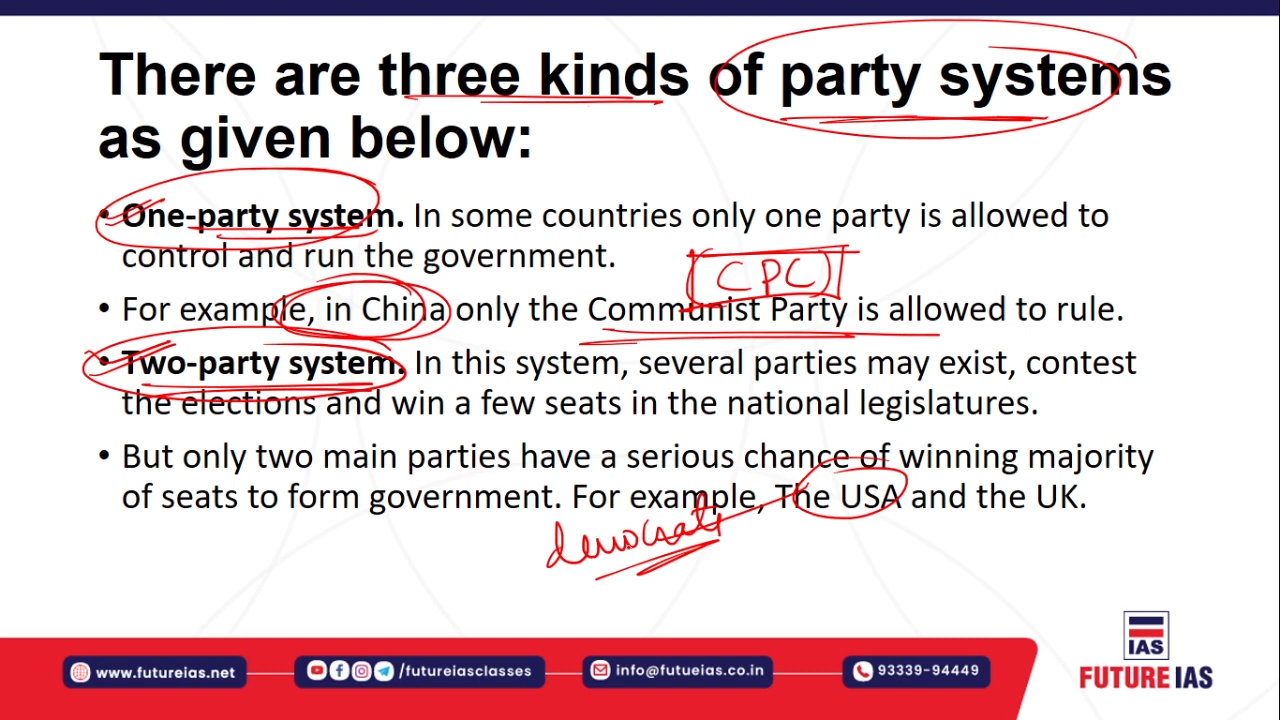 There are three kinds of party systems
as given below:
• One-party system. In some countries only one party is allowed to
control and run the government.
CPC
• For example, in China only the Communist Party is allowed to rule.
• Two-party system. In this system, several parties may exist, contest
the elections and win a few seats in the national legislatures.
• But only two main parties have a serious chance of winning majority
of seats to form government. For example, The USA and the UK.
democrats
IAS
www.futureias.net
/futureiasclasses
info@futueias.co.in
93339-94449
FUTURE IAS